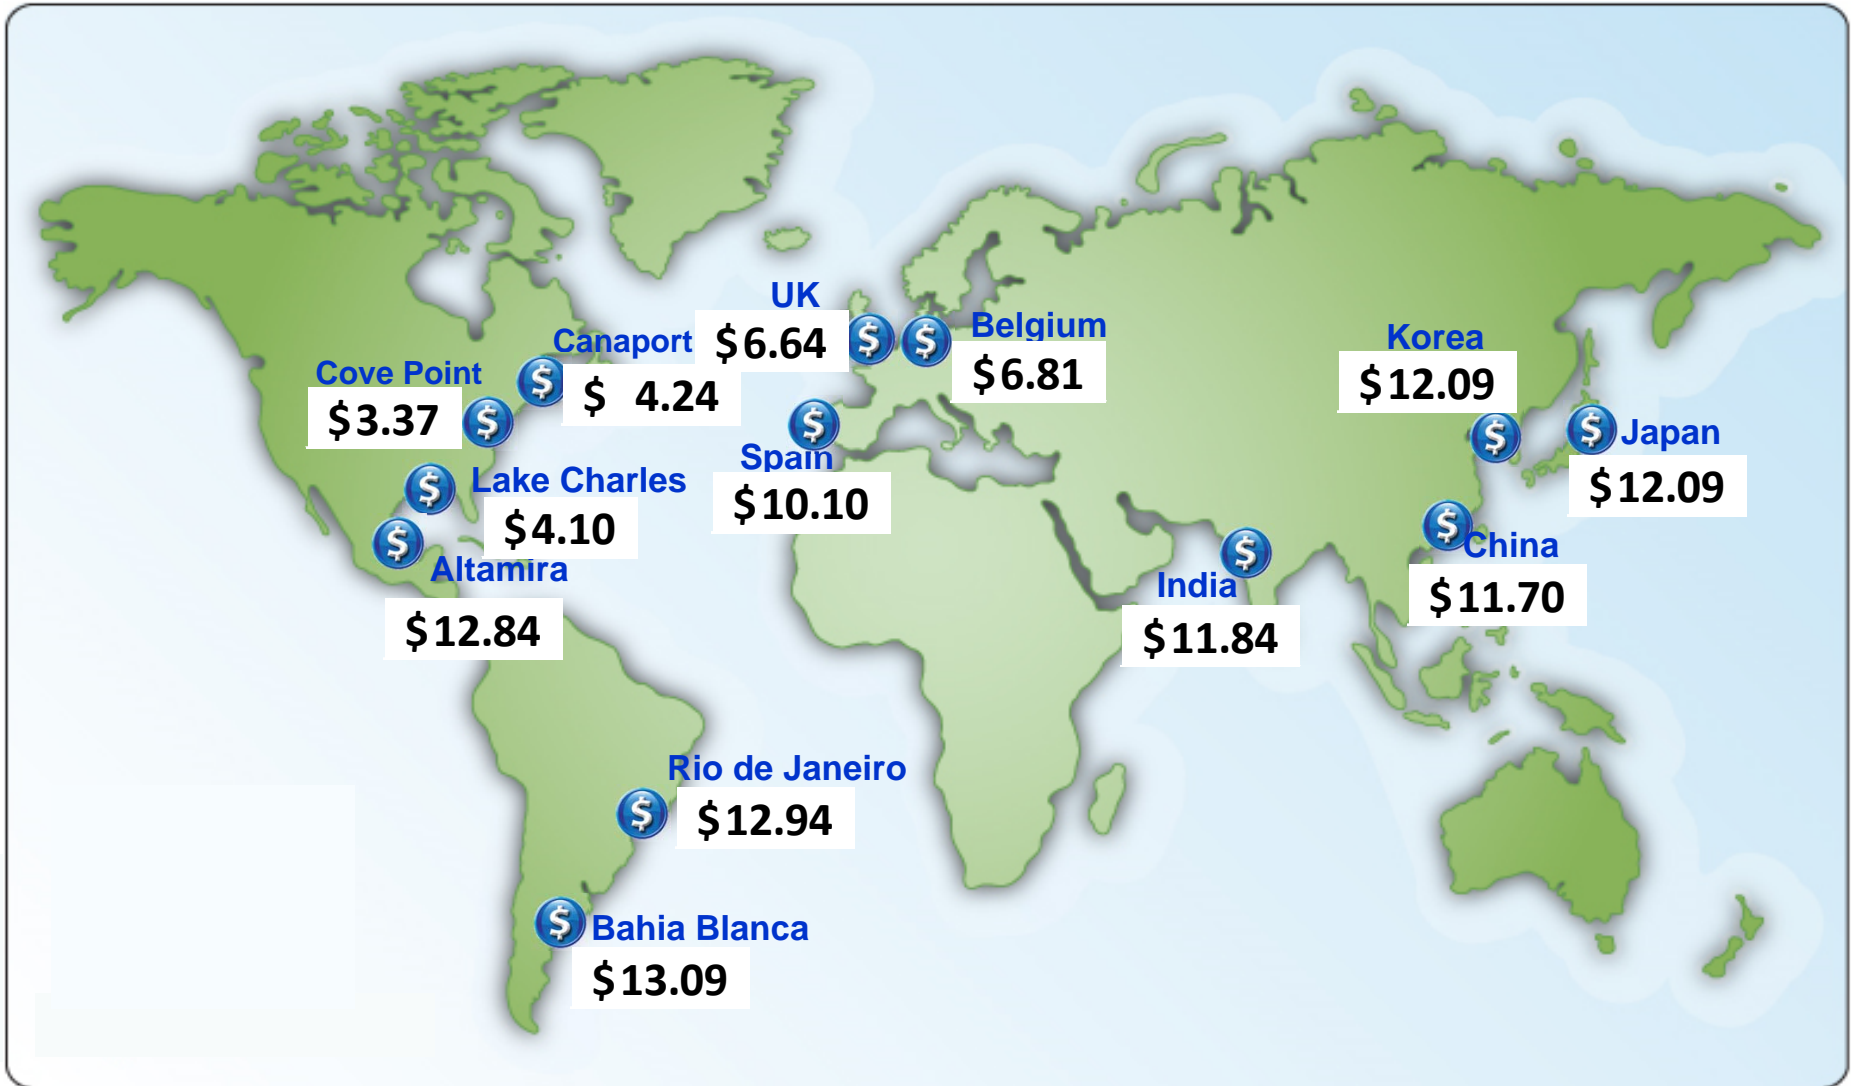 UK
$6.64
Belgium
$6.81
Canaport
$ 4.24
Cove Point
$3.37
Korea
$12.09
Japan
$12.09
Spain
$10.10
Lake Charles
$4.10
Altamira
$12.84
China
$11.70
India
$11.84
Rio de Janeiro
$12.94
Bahia Blanca
$13.09